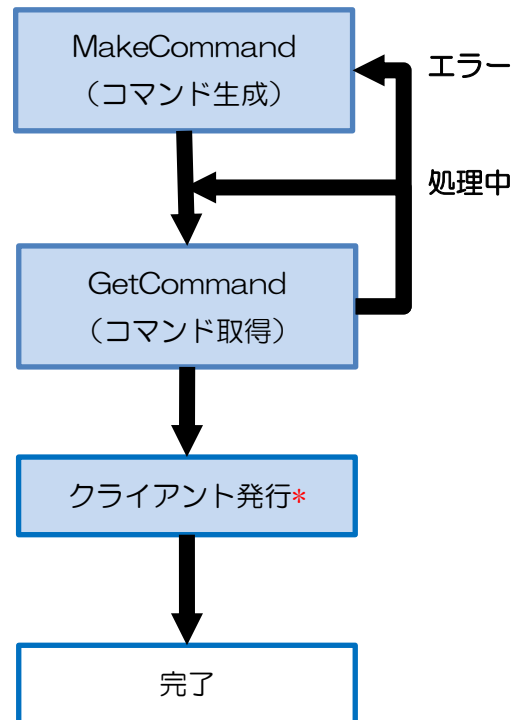 MakeCommand
（コマンド生成）
エラー
処理中
GetCommand
（コマンド取得）
クライアント発行*
完了